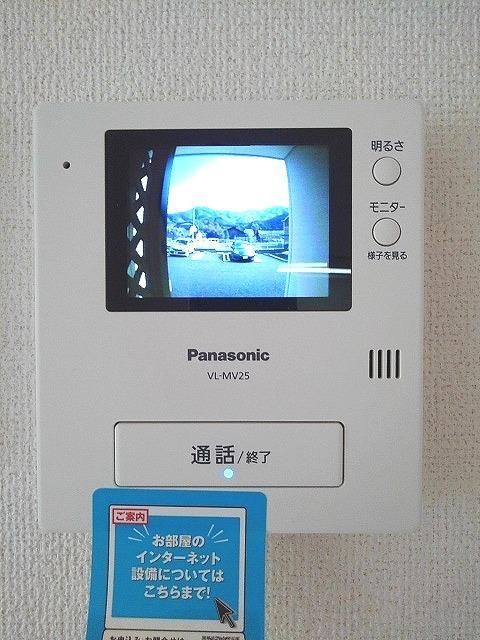 明るさ
モニター
様子を見る
Panasonic
VL-MV25
通話/終了
ご案内
お部屋の
インターネット
設備については
こちらまで!